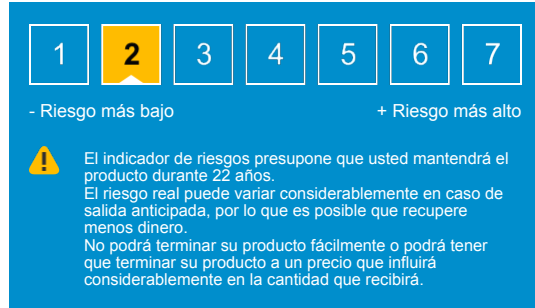 1 2 3 4 5 6 7
- Riesgo más bajo + Riesgo más alto
El indicador de riesgos presupone que usted mantendrá el
producto durante 22 años.
El riesgo real puede variar considerablemente en caso de
salida anticipada, por lo que es posible que recupere
menos dinero.
No podrá terminar su producto fácilmente o podrá tener
que terminar su producto a un precio que influirá
considerablemente en la cantidad que recibirá.